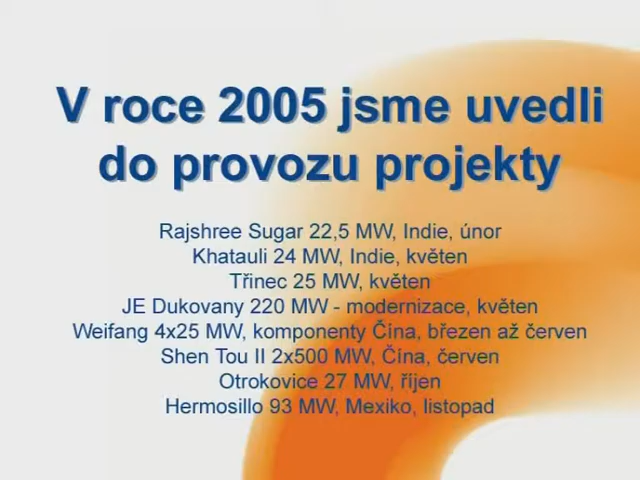 V roce 2005 jsme uvedli
do provozu projekty
Rajshree Sugar 22,5 MW, Indie, únor
Khatauli 24 MW, Indie, květen
Třinec 25 MW, květen
JE Dukovany 220 MW - modernizace, květen
Weifang 4x25 MW, komponenty Čína, březen až červen
Shen Tou II 2x500 MW, Čína, červen
Otrokovice 27 MW, říjen
Hermosillo 93 MW, Mexiko, listopad